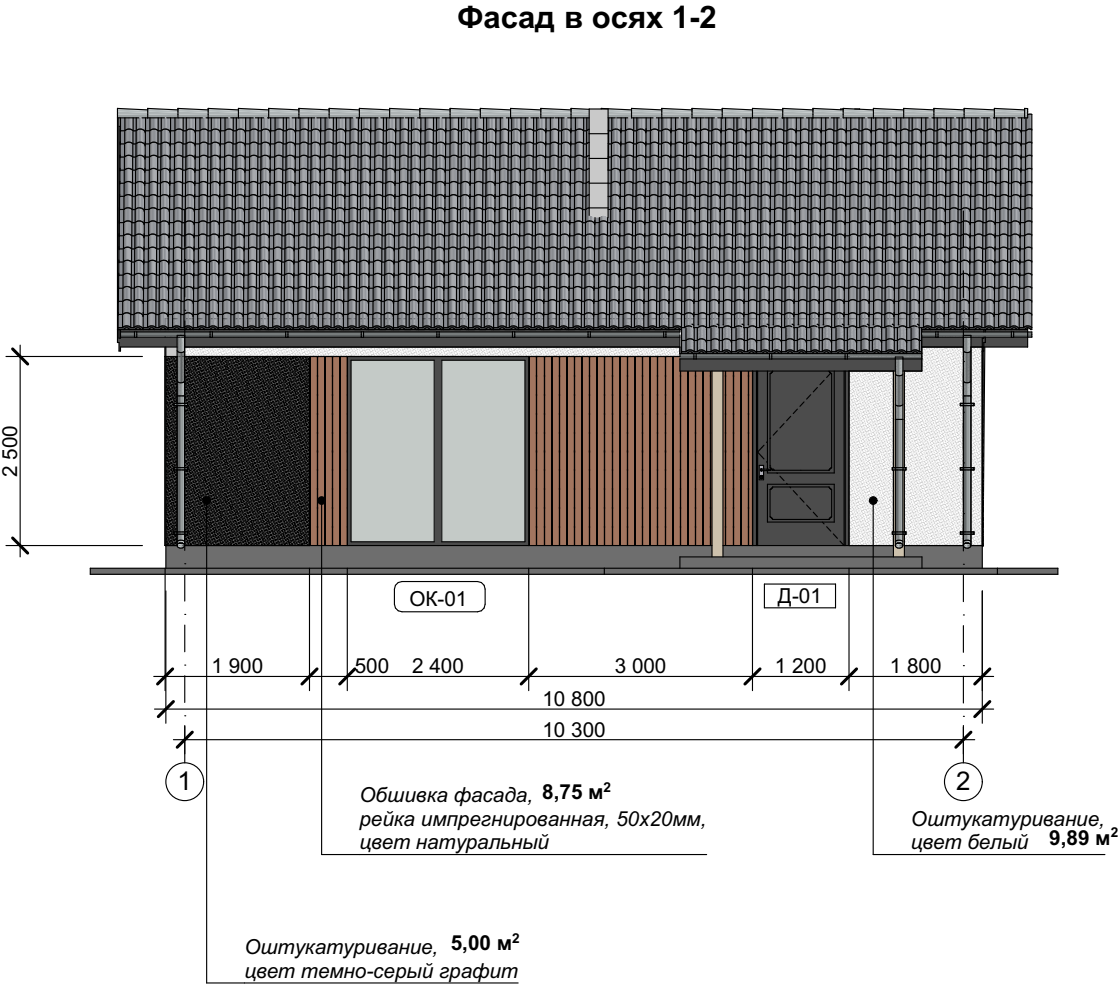 Фасад в осях 1-2
2 500
ОК-01
Д-01
1 900
500
2 400
3 000
1 200
1 800
10 800
10 300
1
2
Обшивка фасада, 8,75 м²
рейка импрегнированная, 50х20мм,
цвет натуральный
Оштукатуривание,
цвет белый 9,89 м²
Оштукатуривание, 5,00 м²
цвет темно-серый графит